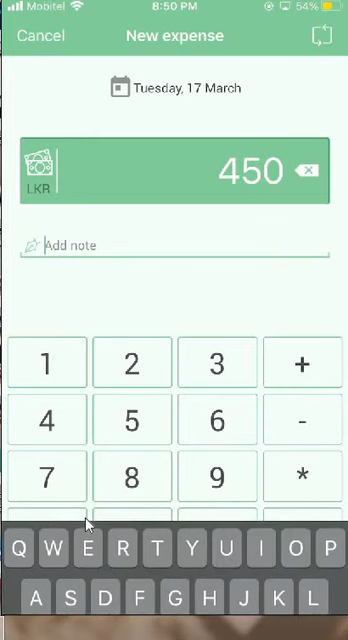 Mobitel 8:50 PM 54%
Cancel New expense
Tuesday, 17 March
LKR 450
Add note
1 2 3 +
4 5 6 -
7 8 9 *
Q W E R T Y U I O P
A S D F G H J K L